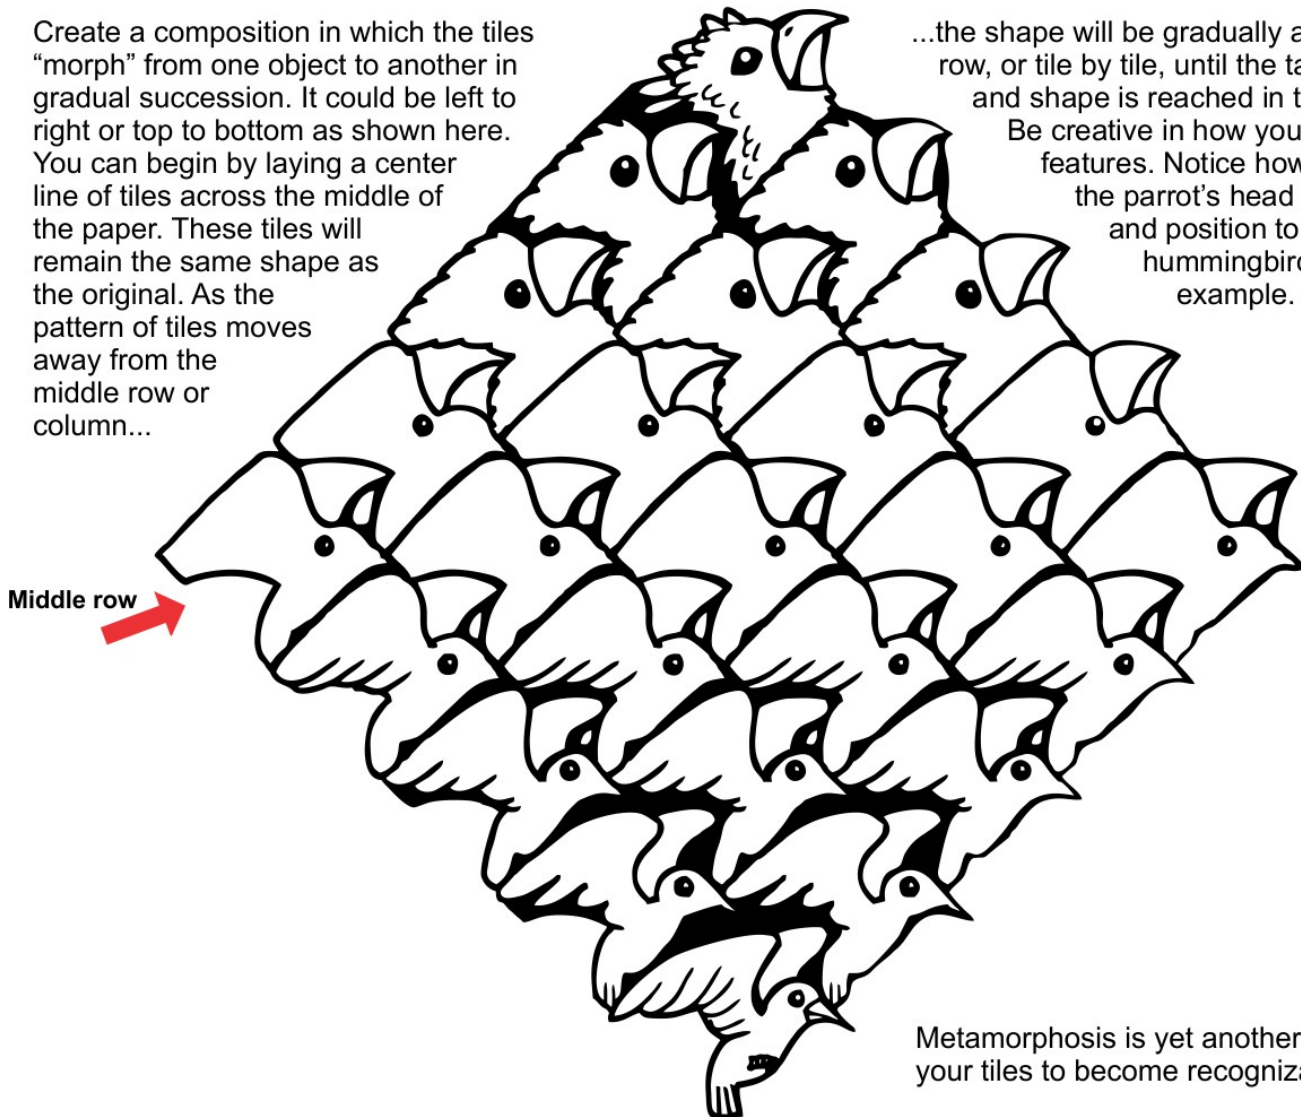 Create a composition in which the tiles
“morph” from one object to another in
gradual succession. It could be left to
right or top to bottom as shown here.
You can begin by laying a center
line of tiles across the middle of
the paper. These tiles will
remain the same shape as
the original. As the
pattern of tiles moves
away from the
middle row or
column...
...the shape will be gradually
row, or tile by tile, until the
and shape is reached in
Be creative in how you
features. Notice how
the parrot’s head
and position to
example.
Middle row
Metamorphosis is yet another
your tiles to become